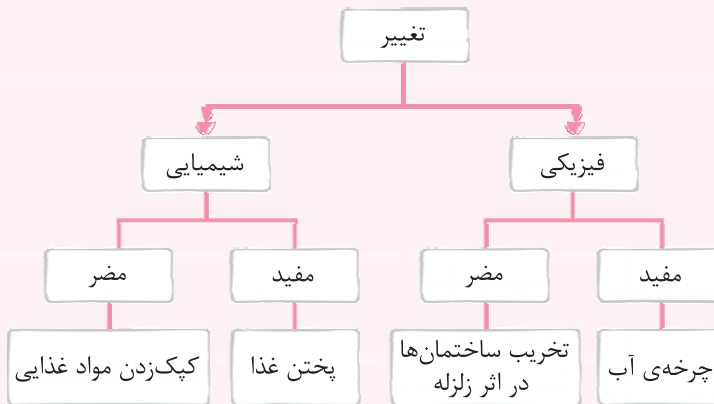 تغییر
فیزیکی
شیمیایی
مفید
مضر
مفید
مضر
چرخه‌ی آب
تخریب ساختمان‌ها
در اثر زلزله
پختن غذا
کپک‌زدن مواد غذایی